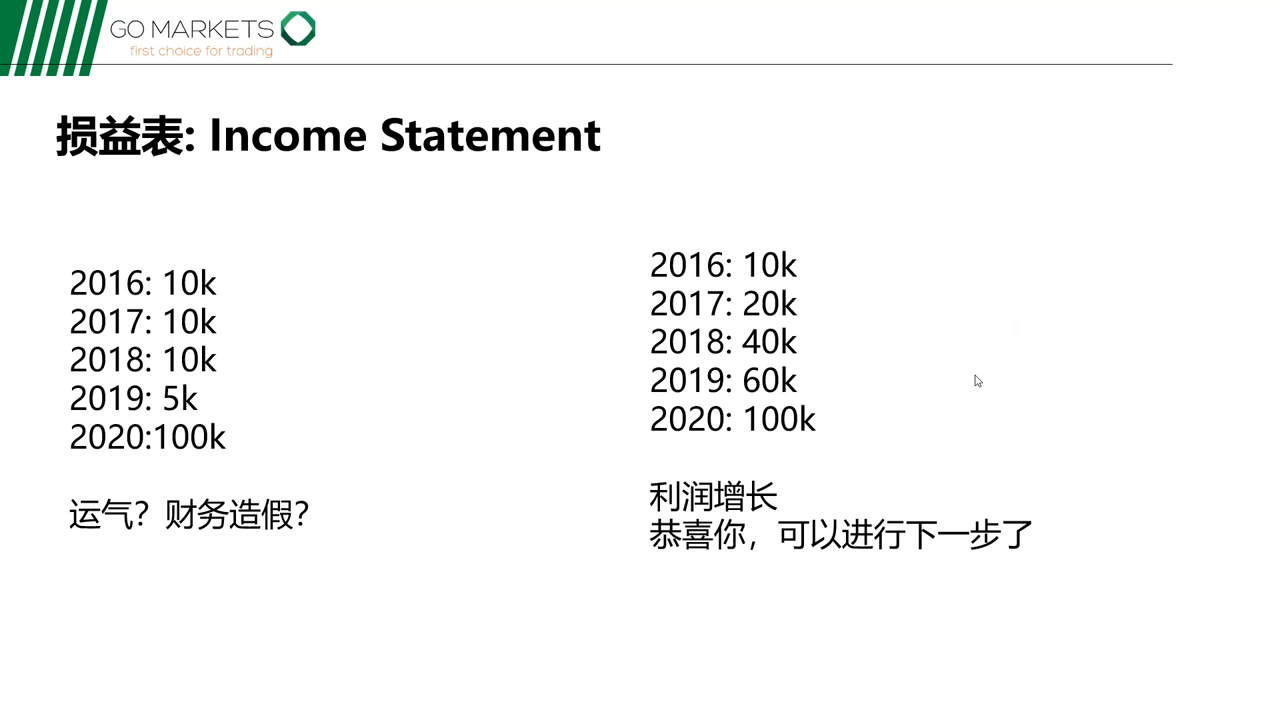 GO MARKETS
first choice for trading
损益表: Income Statement
2016: 10k
2017: 10k
2018: 10k
2019: 5k
2020:100k
运气？财务造假？
2016: 10k
2017: 20k
2018: 40k
2019: 60k
2020: 100k
利润增长
恭喜你，可以进行下一步了